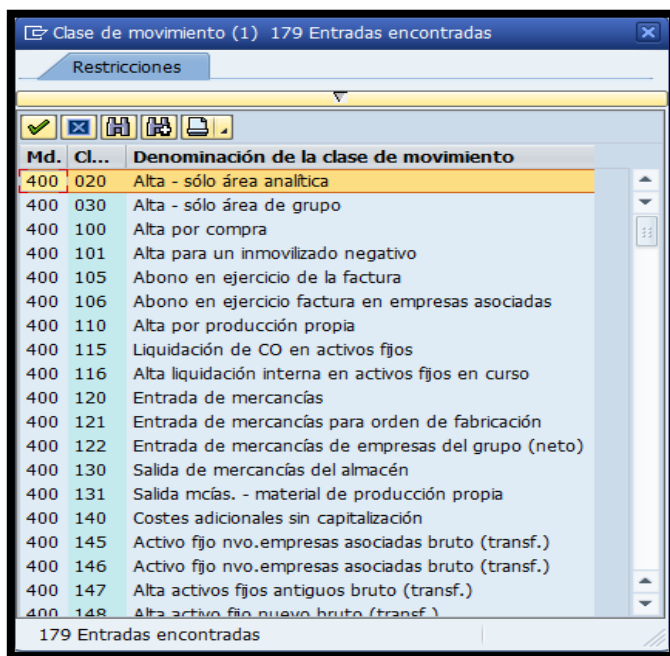 Clase de movimiento (1) 179 Entradas encontradas
Restricciones
Md. Cl... Denominación de la clase de movimiento
400 020 Alta - sólo área analítica
400 030 Alta - sólo área de grupo
400 100 Alta por compra
400 101 Alta para un inmovilizado negativo
400 105 Abono en ejercicio de la factura
400 106 Abono en ejercicio factura en empresas asociadas
400 110 Alta por producción propia
400 115 Liquidación de CO en activos fijos
400 116 Alta liquidación interna en activos fijos en curso
400 120 Entrada de mercancías
400 121 Entrada de mercancías para orden de fabricación
400 122 Entrada de mercancías de empresas del grupo (neto)
400 130 Salida de mercancías del almacén
400 131 Salida mcías. - material de producción propia
400 140 Costes adicionales sin capitalización
400 145 Activo fijo nvo.empresas asociadas bruto (transf.)
400 146 Activo fijo nvo.empresas asociadas bruto (transf.)
400 147 Alta activos fijos antiguos bruto (transf.)
400 148 Alta activo fijo nuevo bruto (transf.)
179 Entradas encontradas